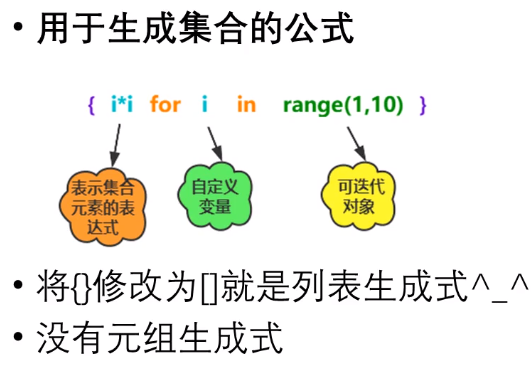 • 用于生成集合的公式
{ i*i for i in range(1,10) }
表示集合
元素的表
达式
自定义
变量
可迭代
对象
• 将{}修改为[]就是列表生成式^_^
• 没有元组生成式